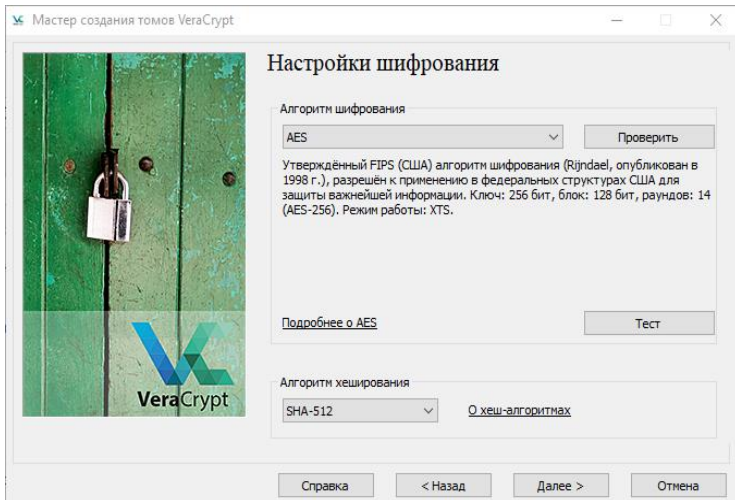 Мастер создания томов VeraCrypt
Настройки шифрования
Алгоритм шифрования
AES
Проверить
Утверждённый FIPS (США) алгоритм шифрования (Rijndael, опубликован в
1998 г.), разрешён к применению в федеральных структурах США для
защиты важнейшей информации. Ключ: 256 бит, блок: 128 бит, раундов: 14
(AES-256). Режим работы: XTS.
Подробнее о AES
Тест
VeraCrypt
Алгоритм хеширования
SHA-512
О хеш-алгоритмах
Справка
< Назад
Далее >
Отмена